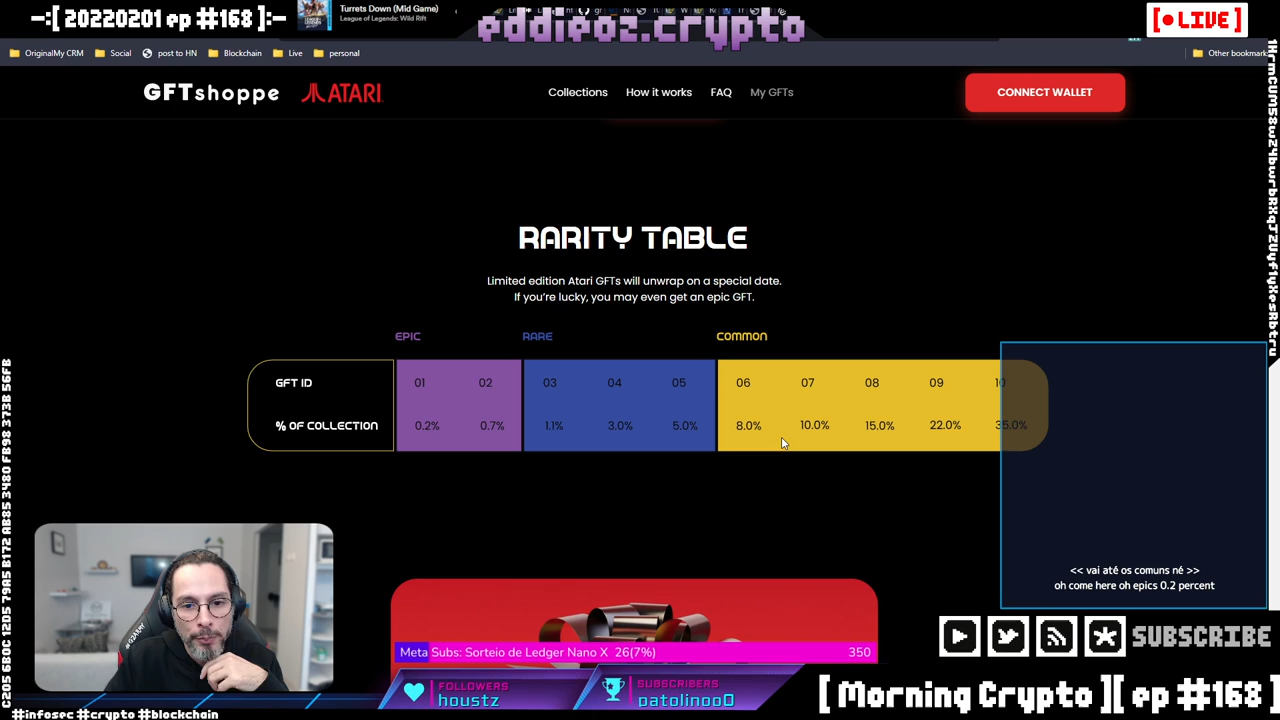 —:[ 20220201 ep #168 ]:—
Turrets Down (Mid Game)
League of Legends: Wild Rift
eddieoz.crypto
[ • LIVE ]
OriginalMy CRM
Social
post to HN
Blockchain
Live
personal
Other bookmark
GFTshoppe
ATARI
Collections
How it works
FAQ
My GFTs
CONNECT WALLET
RARITY TABLE
Limited edition Atari GFTs will unwrap on a special date.
If you're lucky, you may even get an epic GFT.
EPIC RARE COMMON
GFT ID 01 02 03 04 05 06 07 08 09 10
% OF COLLECTION 0.2% 0.7% 1.1% 3.0% 5.0% 8.0% 10.0% 15.0% 22.0% 35.0%
<< vai até os comuns né >>
oh come here oh epics 0.2 percent
SUBSCRIBE
Meta Subs: Sorteio de Ledger Nano X 26(7%) 350
FOLLOWERS
houstz
SUBSCRIBERS
patolinoo0
[ Morning Crypto ][ ep #168 ]
#infosec #crypto #blockchain